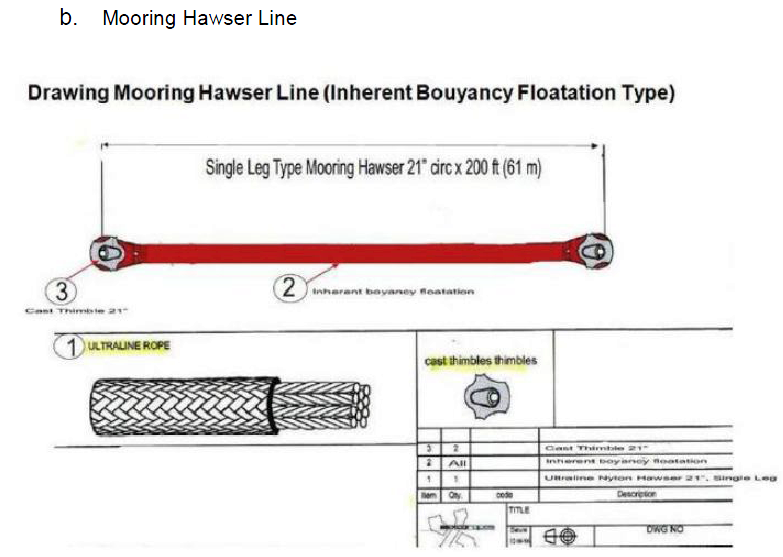 b. Mooring Hawser Line
Drawing Mooring Hawser Line (Inherent Bouyancy Floatation Type)
Single Leg Type Mooring Hawser 21" circ x 200 ft (61 m)
3
2 Inharant boyancy floatation
Cast Thimble 21"
1 ULTRALINE ROPE
cast thimbles thimbles
3 2 Cast Thimble 21"
2 All Inherent boyancy floatation
1 1 Ultraline Nylon Hawser 21", Single Leg
Item Qty. code Description
TITLE
DWG NO